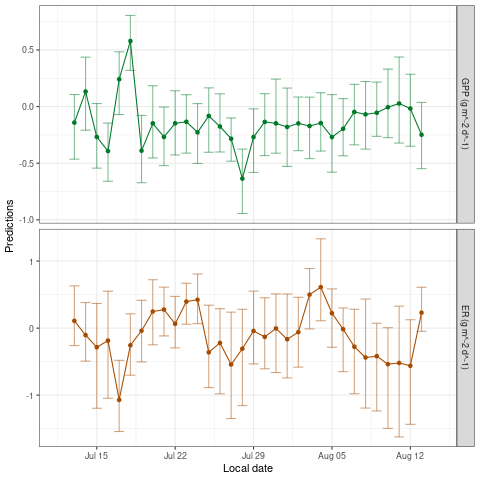 0.5
0.0
-0.5
-1.0
GPP (g m^-2 d^-1)
1
0
-1
ER (g m^-2 d^-1)
Predictions
Jul 15 Jul 22 Jul 29 Aug 05 Aug 12
Local date